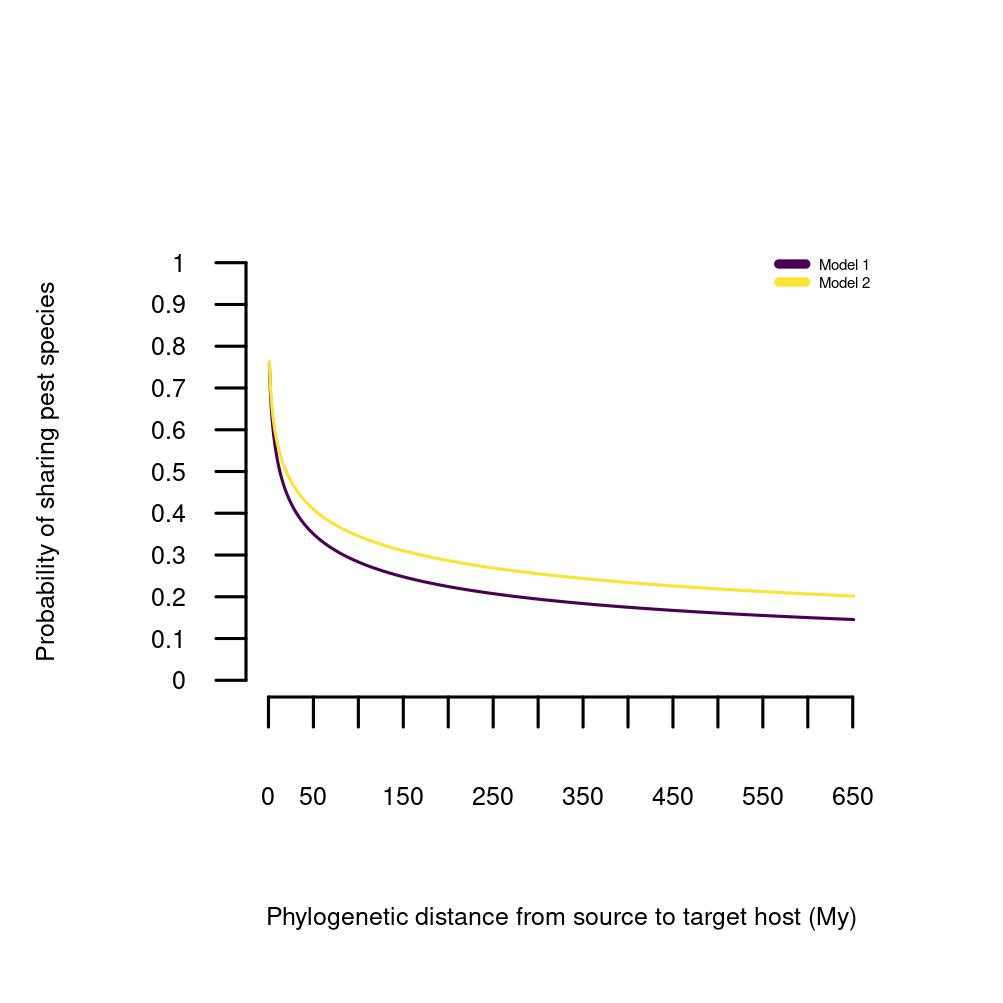 Model 1
Model 2
Probability of sharing pest species
1
0.9
0.8
0.7
0.6
0.5
0.4
0.3
0.2
0.1
0
0 50 150 250 350 450 550 650
Phylogenetic distance from source to target host (My)